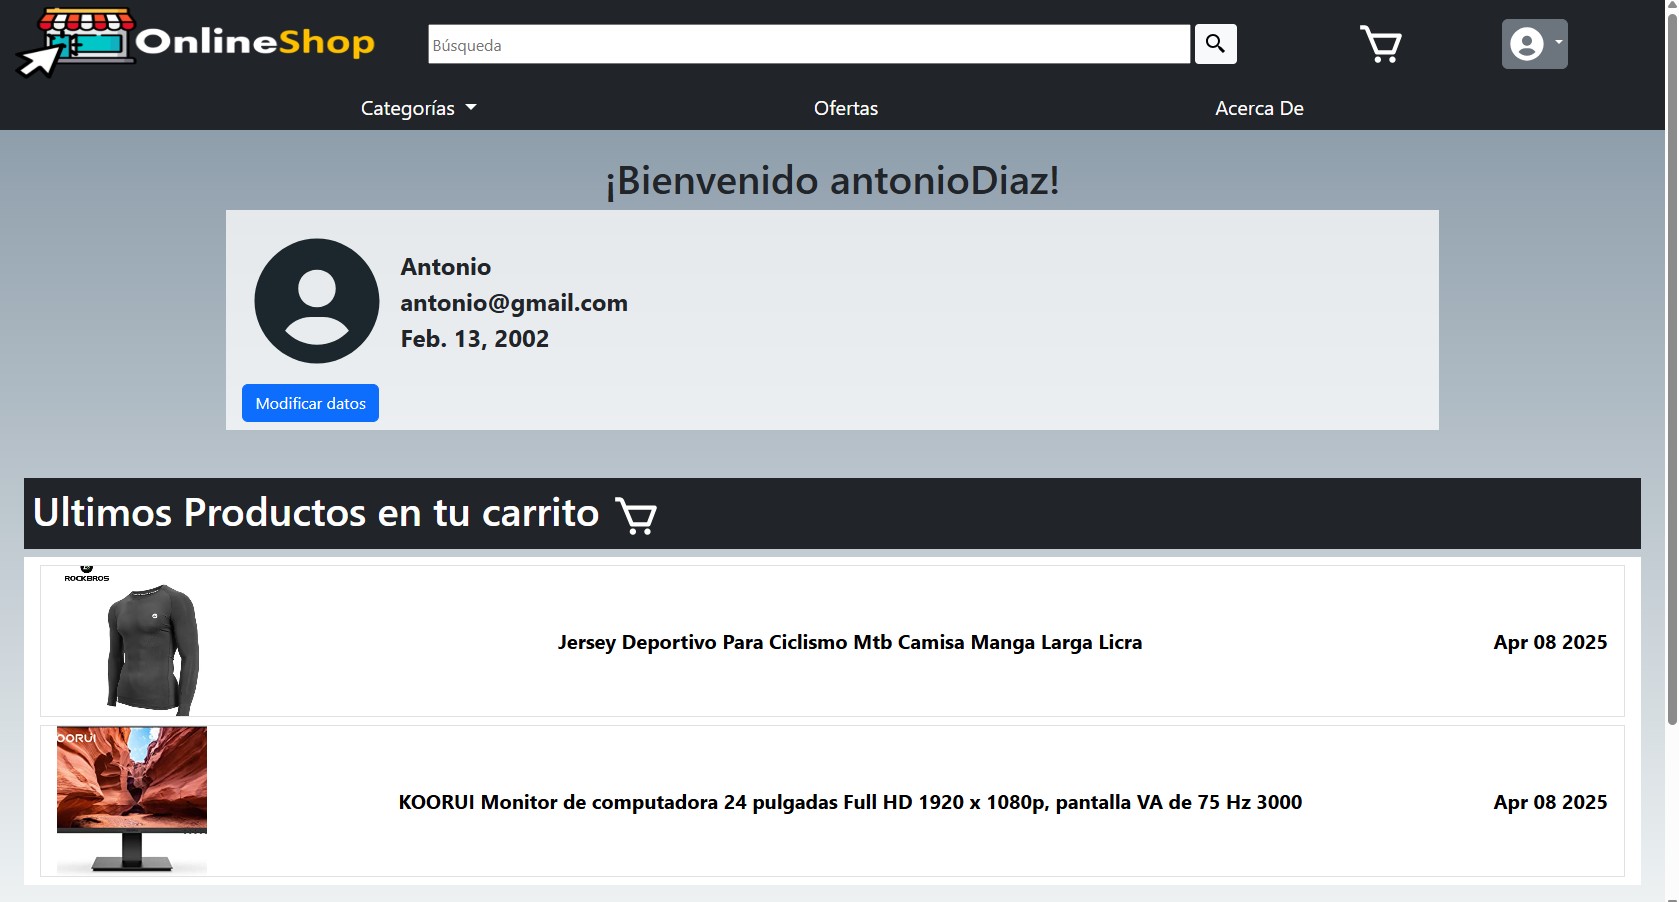 OnlineShop
Búsqueda
Categorías
Ofertas
Acerca De
¡Bienvenido antonioDiaz!
Antonio
antonio@gmail.com
Feb. 13, 2002
Modificar datos
Ultimos Productos en tu carrito
ROCKBROS
Jersey Deportivo Para Ciclismo Mtb Camisa Manga Larga Licra
Apr 08 2025
OORUI
KOORUI Monitor de computadora 24 pulgadas Full HD 1920 x 1080p, pantalla VA de 75 Hz 3000
Apr 08 2025